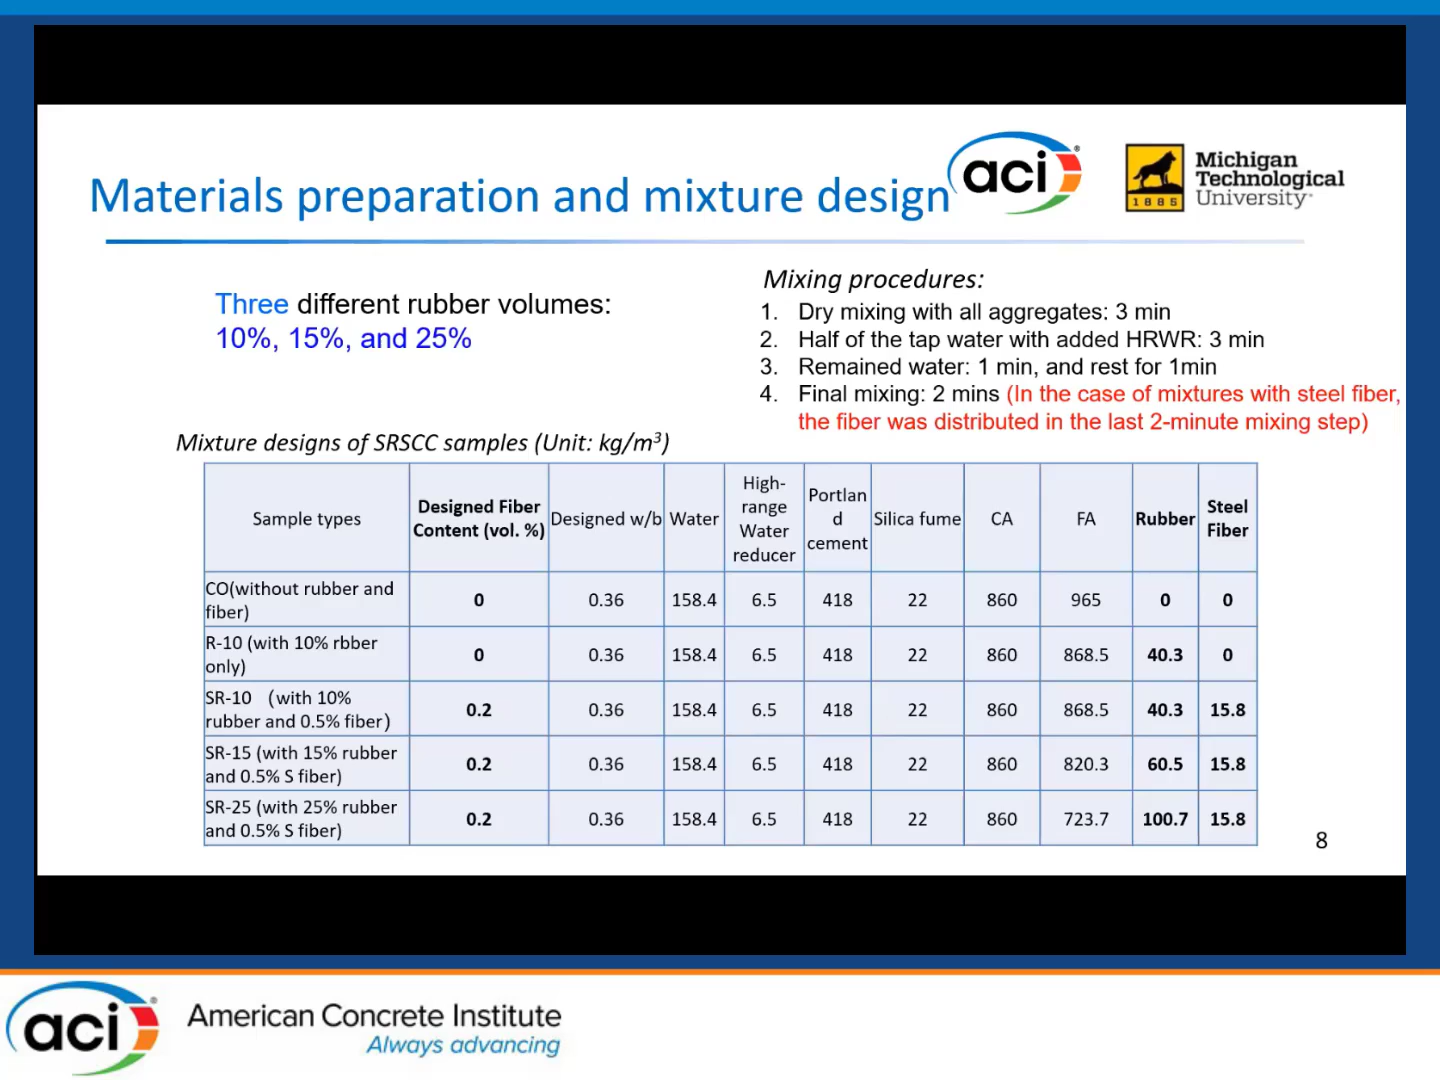 Materials preparation and mixture design
aci®
Michigan
Technological
University
1885
Three different rubber volumes:
10%, 15%, and 25%
Mixing procedures:
1. Dry mixing with all aggregates: 3 min
2. Half of the tap water with added HRWR: 3 min
3. Remained water: 1 min, and rest for 1min
4. Final mixing: 2 mins (In the case of mixtures with steel fiber,
the fiber was distributed in the last 2-minute mixing step)
Mixture designs of SRSCC samples (Unit: kg/m³)
Sample types
Designed Fiber
Content (vol. %)
Designed w/b
Water
High-
range
Water
reducer
Portlan
d
cement
Silica fume
CA
FA
Rubber
Steel
Fiber
CO(without rubber and
fiber)
0 0.36 158.4 6.5 418 22 860 965 0 0
R-10 (with 10% rbber
only)
0 0.36 158.4 6.5 418 22 860 868.5 40.3 0
SR-10 (with 10%
rubber and 0.5% fiber)
0.2 0.36 158.4 6.5 418 22 860 868.5 40.3 15.8
SR-15 (with 15% rubber
and 0.5% S fiber)
0.2 0.36 158.4 6.5 418 22 860 820.3 60.5 15.8
SR-25 (with 25% rubber
and 0.5% S fiber)
0.2 0.36 158.4 6.5 418 22 860 723.7 100.7 15.8
8
aci®
American Concrete Institute
Always advancing